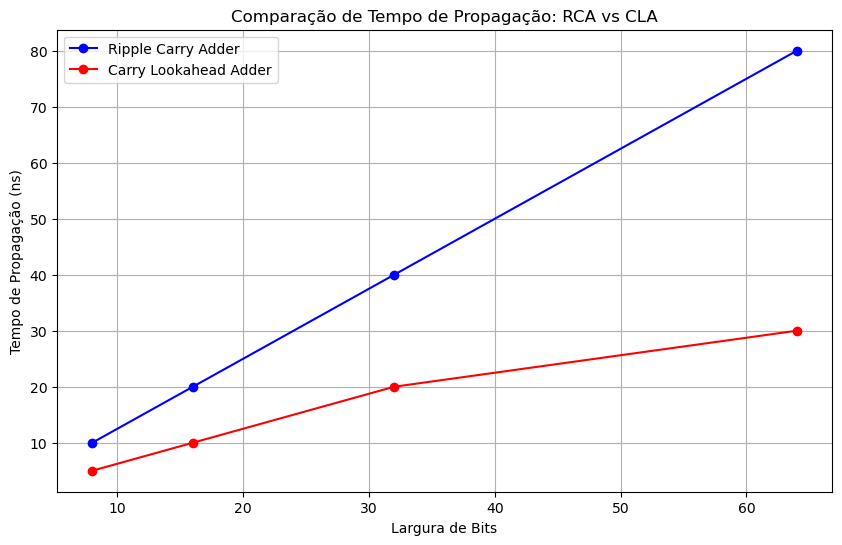 Comparação de Tempo de Propagação: RCA vs CLA
Ripple Carry Adder
Carry Lookahead Adder
80
70
60
50
40
30
20
10
Tempo de Propagação (ns)
10 20 30 40 50 60
Largura de Bits